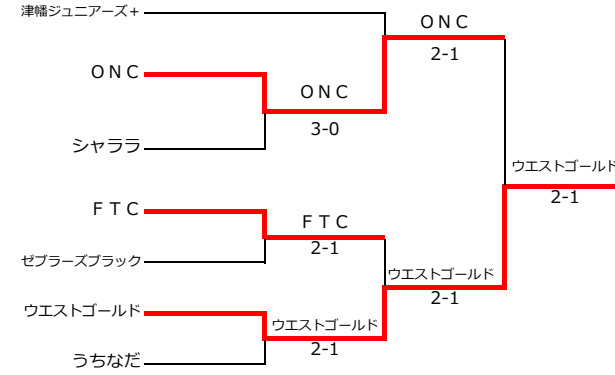 津幡ジュニアーズ+
ＯＮＣ
2-1
ＯＮＣ
ＯＮＣ
3-0
シャララ
ウエストゴールド
2-1
ＦＴＣ
ＦＴＣ
2-1
ゼブラーズブラック
ウエストゴールド
2-1
ウエストゴールド
ウエストゴールド
2-1
うちなだ